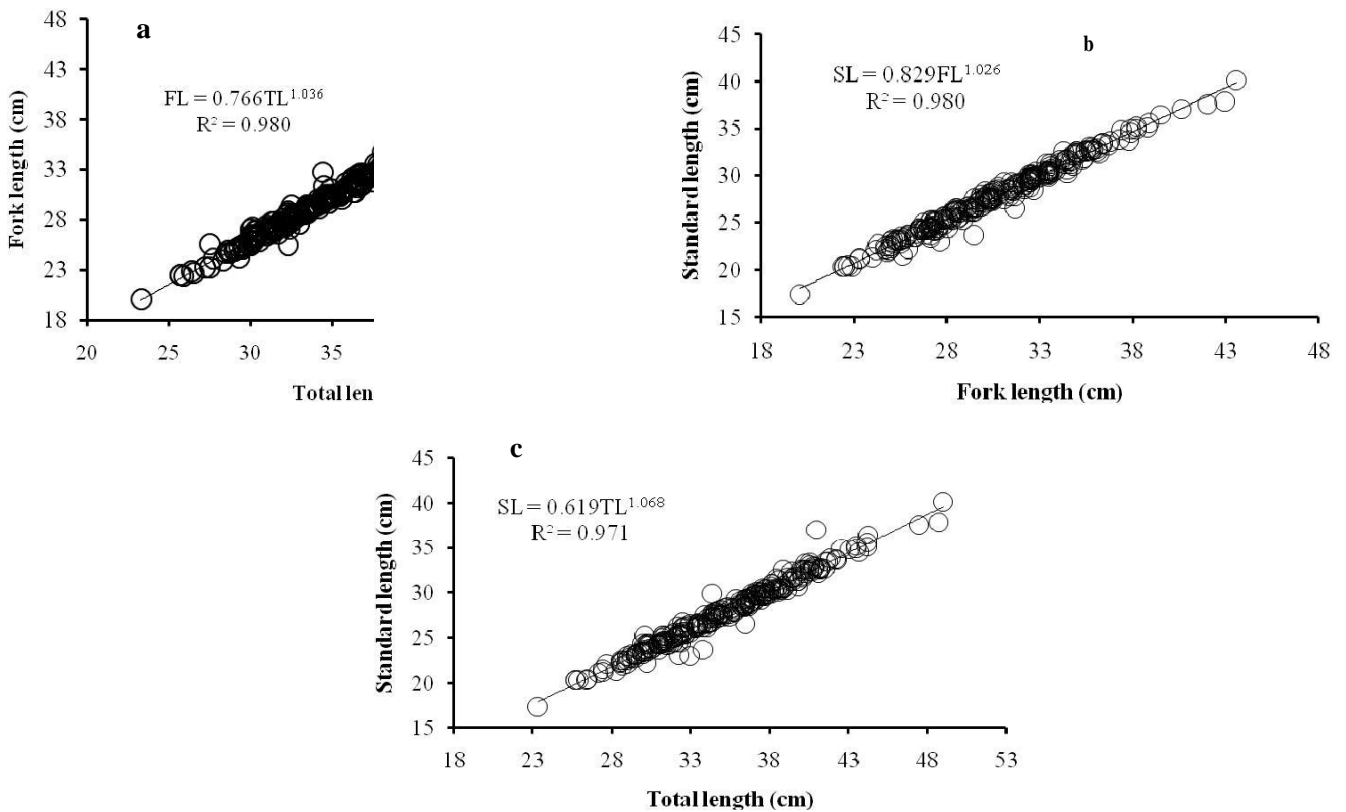 a
FL = 0.766TL^1.036
R² = 0.980
Fork length (cm)
48
43
38
33
28
23
18
20 25 30 35
Total len
b
SL = 0.829FL^1.026
R² = 0.980
Standard length (cm)
45
40
35
30
25
20
15
18 23 28 33 38 43 48
Fork length (cm)
c
SL = 0.619TL^1.068
R² = 0.971
Standard length (cm)
45
40
35
30
25
20
15
18 23 28 33 38 43 48 53
Total length (cm)